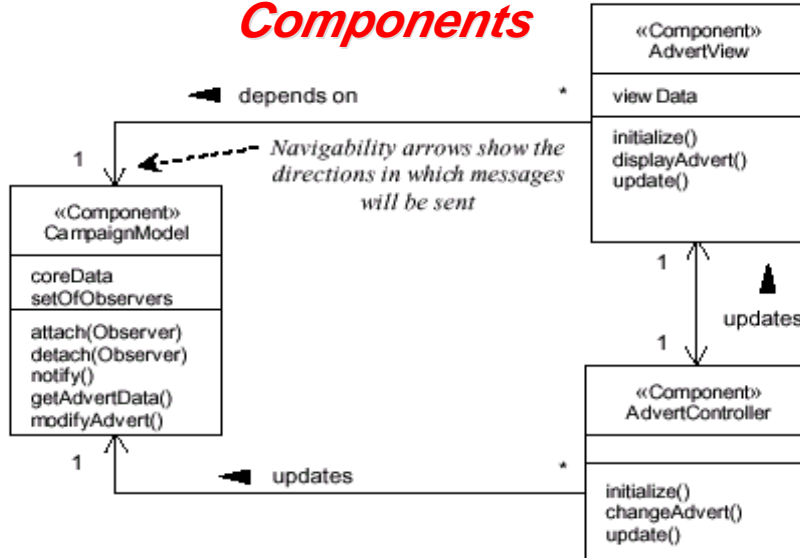 Components
«Component»
AdvertView
view Data
initialize()
displayAdvert()
update()
depends on
*
1
Navigability arrows show the
directions in which messages
will be sent
«Component»
CampaignModel
coreData
setOfObservers
attach(Observer)
detach(Observer)
notify()
getAdvertData()
modifyAdvert()
1
updates
1
«Component»
AdvertController
initialize()
changeAdvert()
update()
1
updates
*